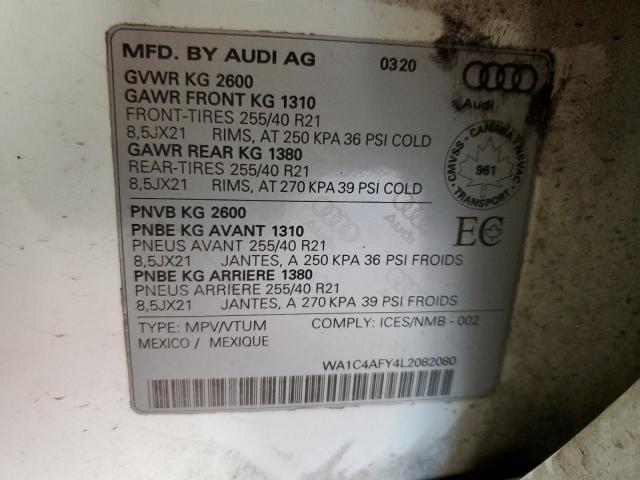 MFD. BY AUDI AG 0320
GVWR KG 2600
GAWR FRONT KG 1310
FRONT-TIRES 255/40 R21
8,5JX21 RIMS, AT 250 KPA 36 PSI COLD
GAWR REAR KG 1380
REAR-TIRES 255/40 R21
8,5JX21 RIMS, AT 270 KPA 39 PSI COLD
Audi
CMVSS - CANADA - NSVAC
961
TRANSPORT
PNVB KG 2600
PNBE KG AVANT 1310
PNEUS AVANT 255/40 R21
8,5JX21 JANTES, A 250 KPA 36 PSI FROIDS
PNBE KG ARRIERE 1380
PNEUS ARRIERE 255/40 R21
8,5JX21 JANTES, A 270 KPA 39 PSI FROIDS
Audi
EC
TYPE: MPV/VTUM COMPLY: ICES/NMB - 002
MEXICO / MEXIQUE
WA1C4AFY4L2082080